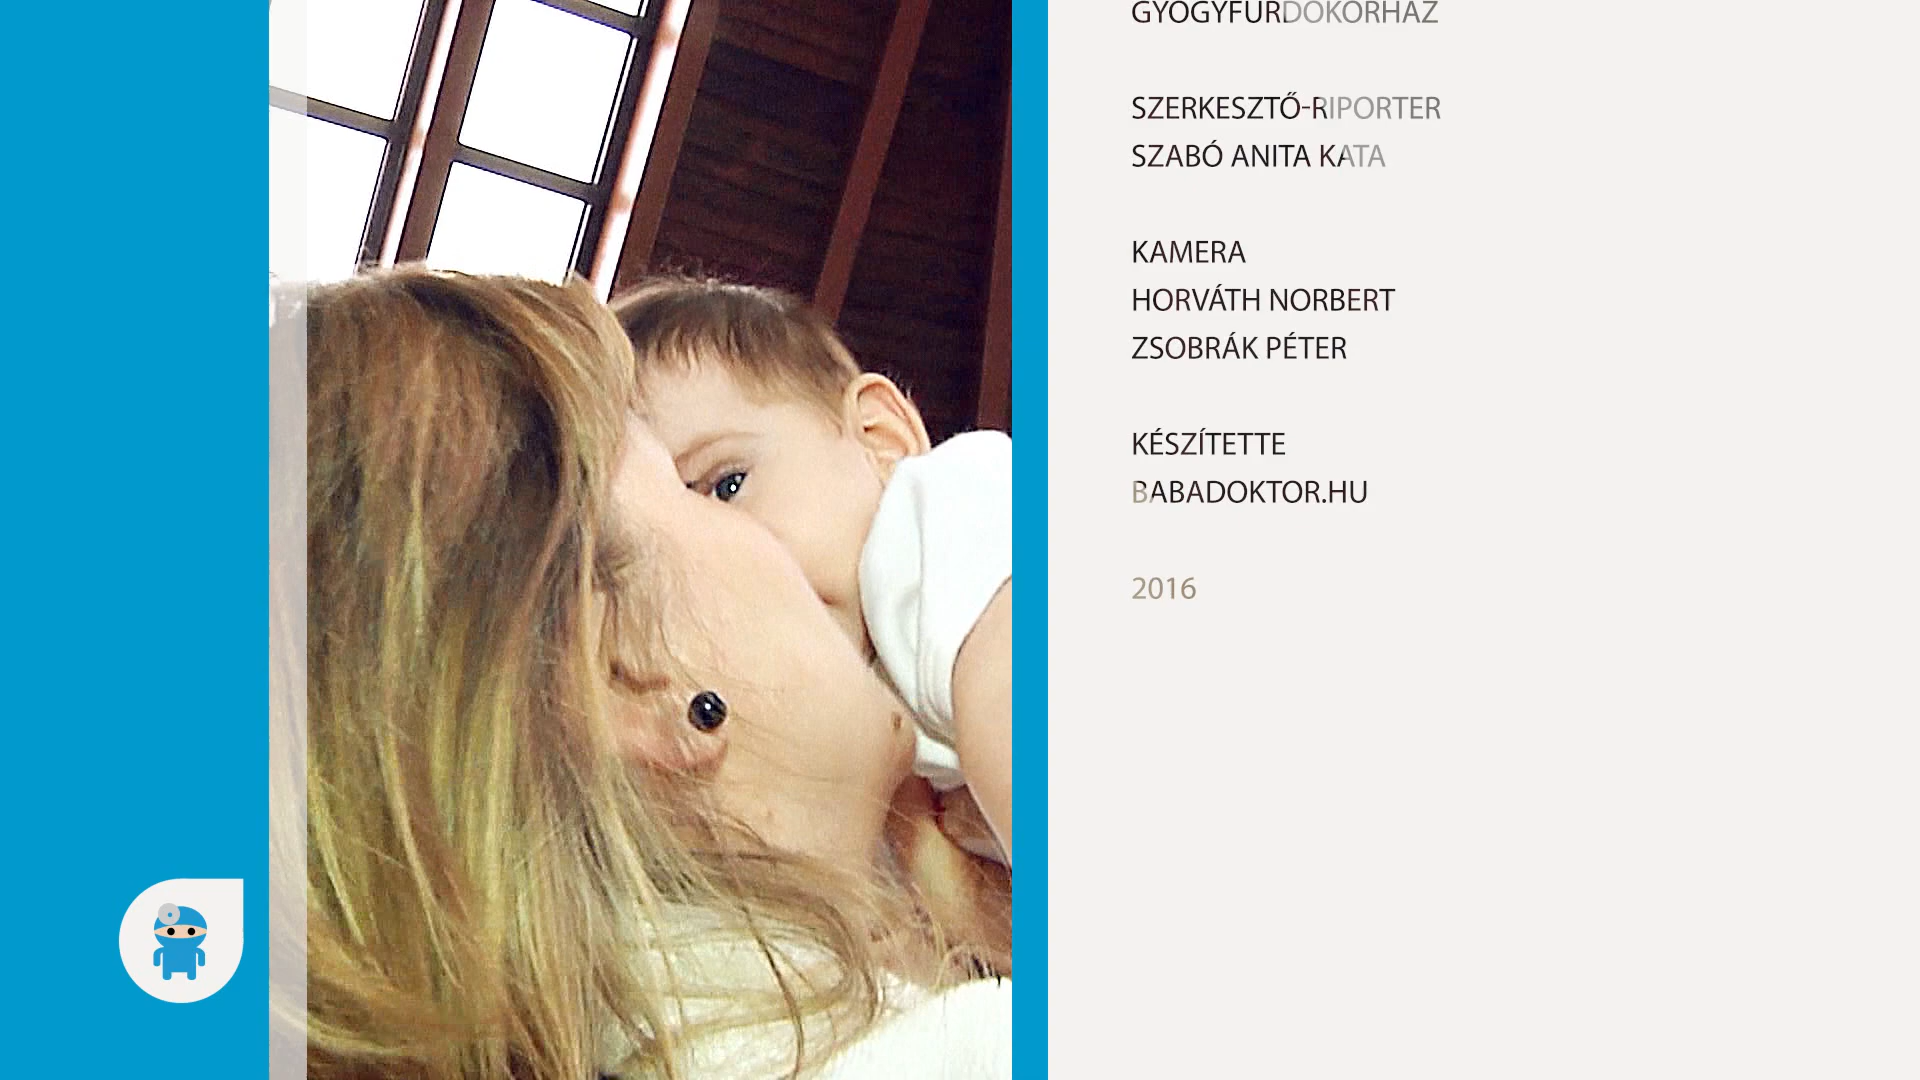 GYÓGYFÜRDŐKÓRHÁZ
SZERKESZTŐ-RIPORTER
SZABÓ ANITA KATA
KAMERA
HORVÁTH NORBERT
ZSOBRÁK PÉTER
KÉSZÍTETTE
BABADOKTOR.HU
2016